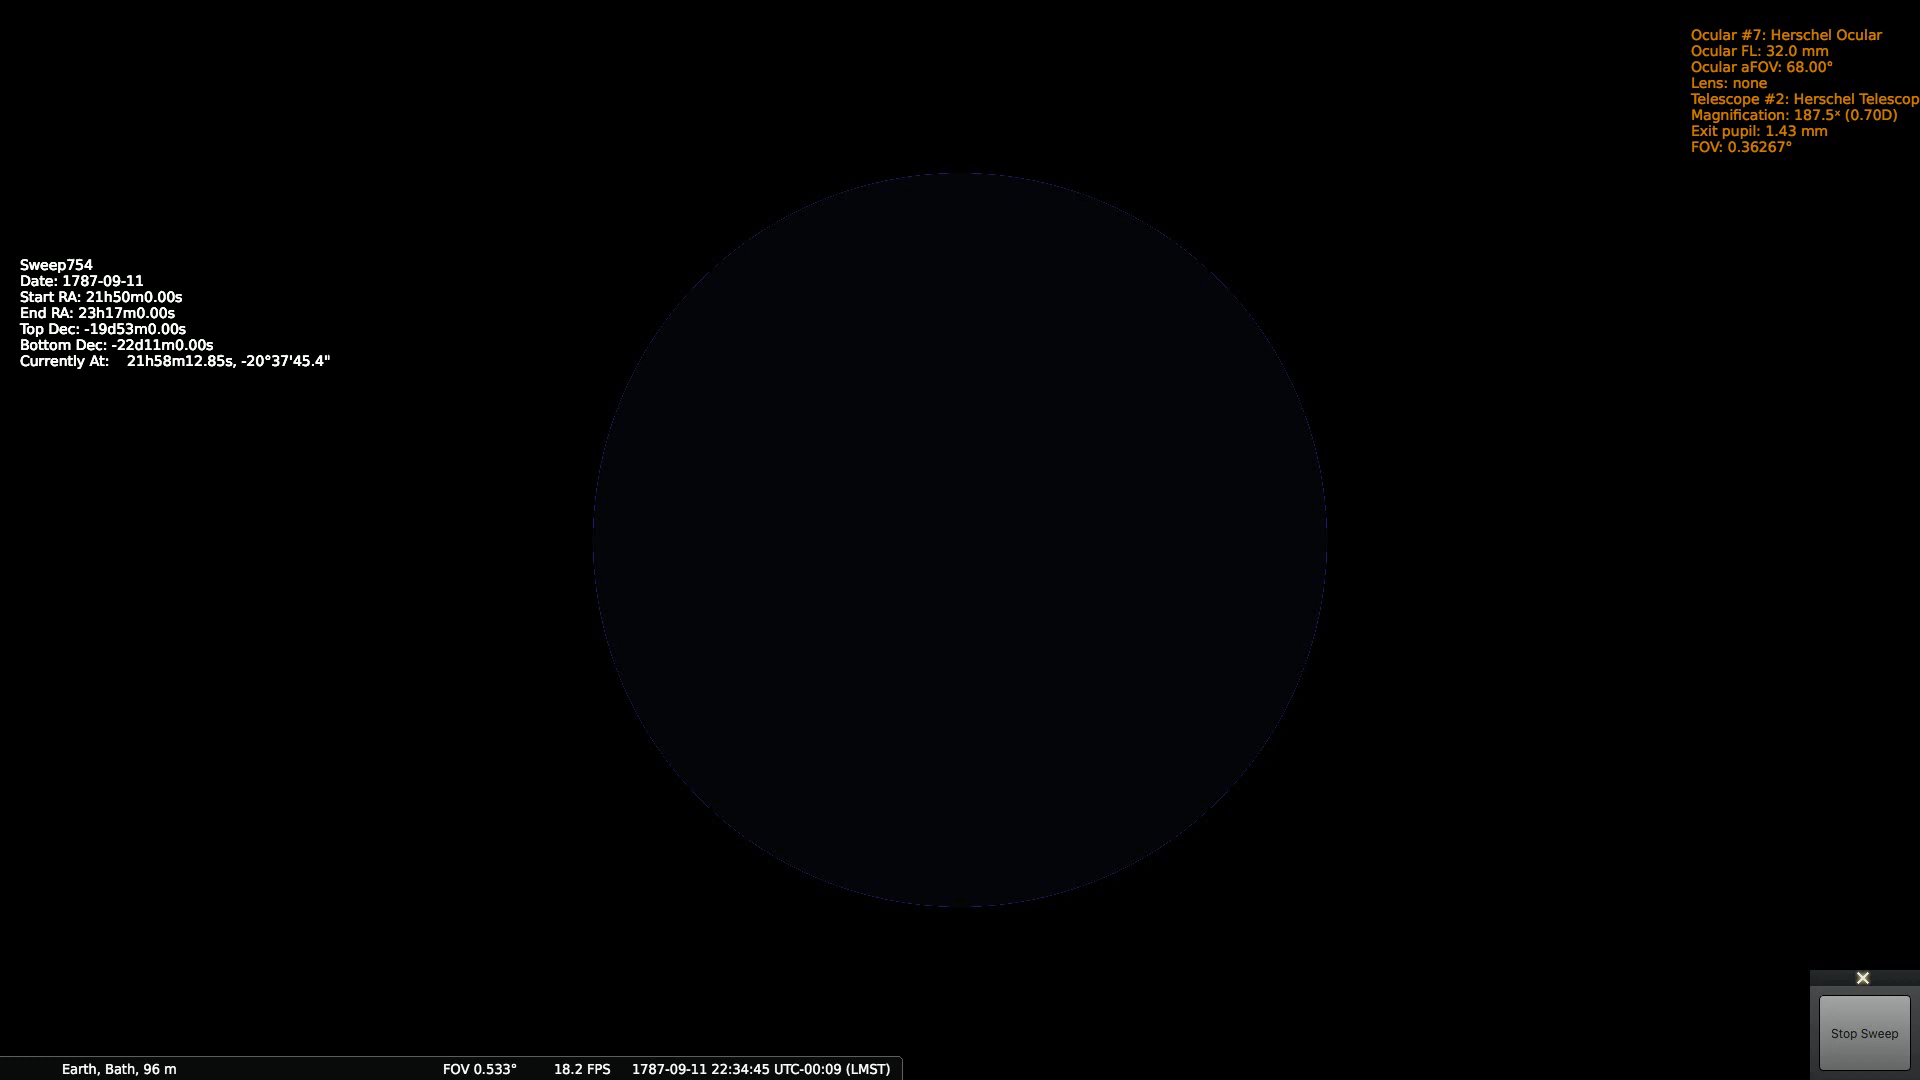 Ocular #7: Herschel Ocular
Ocular FL: 32.0 mm
Ocular aFOV: 68.00°
Lens: none
Telescope #2: Herschel Telescop
Magnification: 187.5ˣ (0.70D)
Exit pupil: 1.43 mm
FOV: 0.36267°
Sweep754
Date: 1787-09-11
Start RA: 21h50m0.00s
End RA: 23h17m0.00s
Top Dec: -19d53m0.00s
Bottom Dec: -22d11m0.00s
Currently At: 21h58m12.85s, -20°37'45.4"
Stop Sweep
Earth, Bath, 96 m FOV 0.533° 18.2 FPS 1787-09-11 22:34:45 UTC-00:09 (LMST)